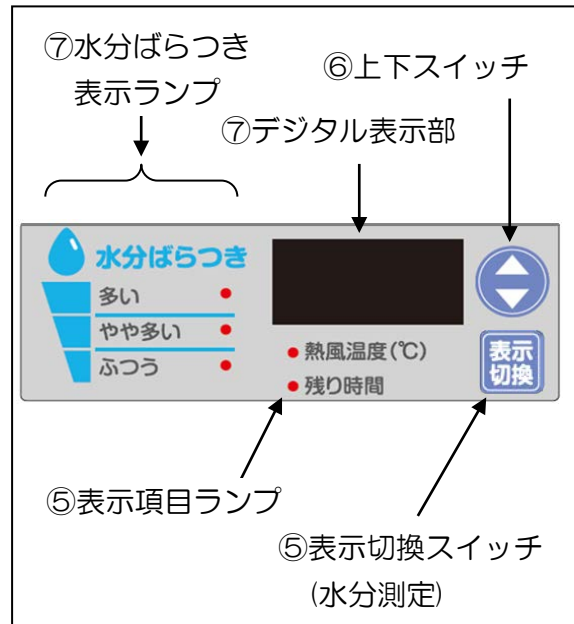 ⑦水分ばらつき
表示ランプ
⑥上下スイッチ
⑦デジタル表示部
水分ばらつき
多い
やや多い
ふつう
熱風温度(℃)
残り時間
表示
切換
⑤表示項目ランプ
⑤表示切換スイッチ
(水分測定)